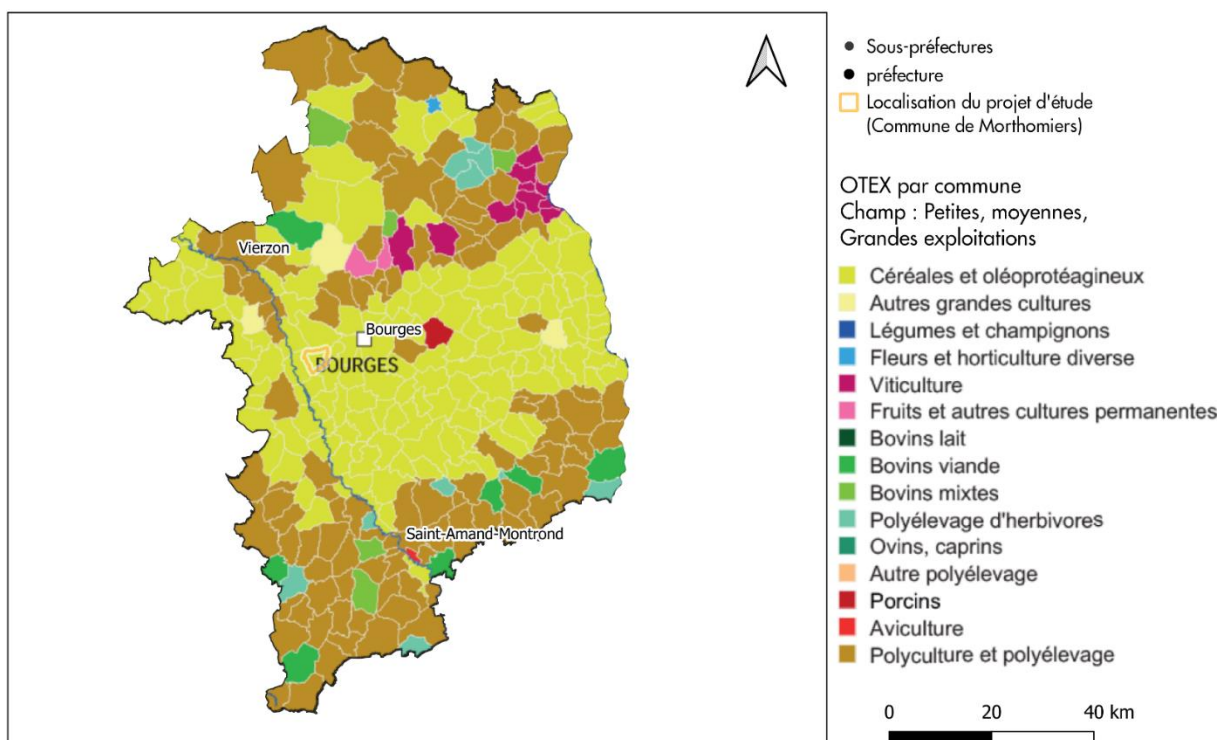 Vierzon
Bourges
BOURGES
Saint-Amand-Montrond
Sous-préfectures
préfecture
Localisation du projet d'étude
(Commune de Morthomiers)
OTEX par commune
Champ : Petites, moyennes,
Grandes exploitations
Céréales et oléoprotéagineux
Autres grandes cultures
Légumes et champignons
Fleurs et horticulture diverse
Viticulture
Fruits et autres cultures permanentes
Bovins lait
Bovins viande
Bovins mixtes
Polyélevage d'herbivores
Ovins, caprins
Autre polyélevage
Porcins
Aviculture
Polyculture et polyélevage
0 20 40 km